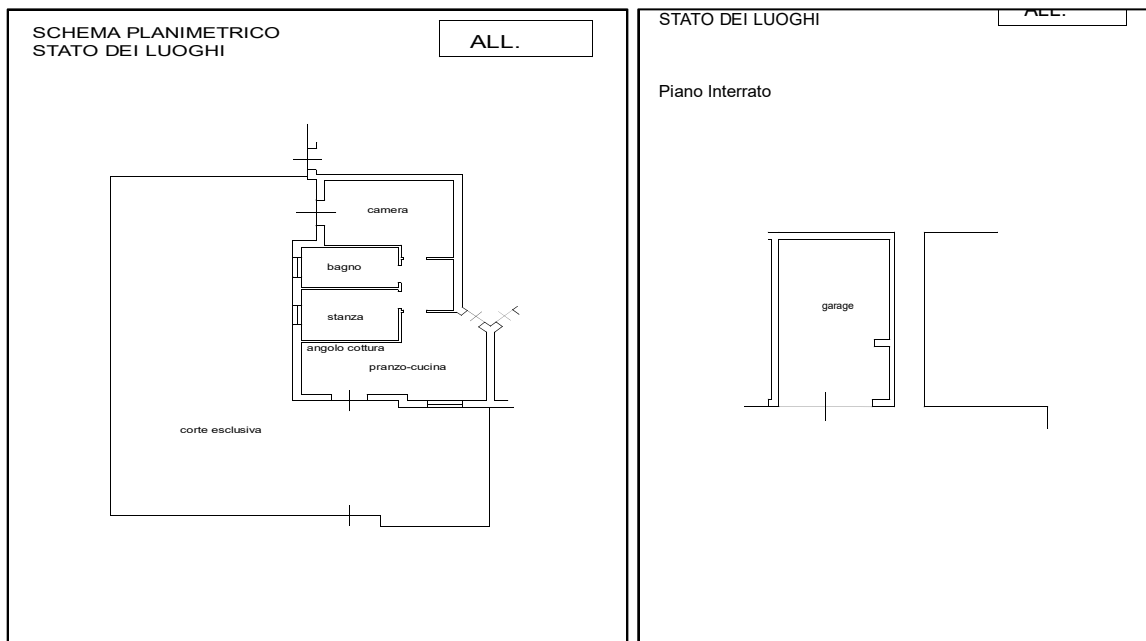 SCHEMA PLANIMETRICO
STATO DEI LUOGHI
ALL.
camera
bagno
stanza
angolo cottura
pranzo-cucina
corte esclusiva
STATO DEI LUOGHI
ALL.
Piano Interrato
garage